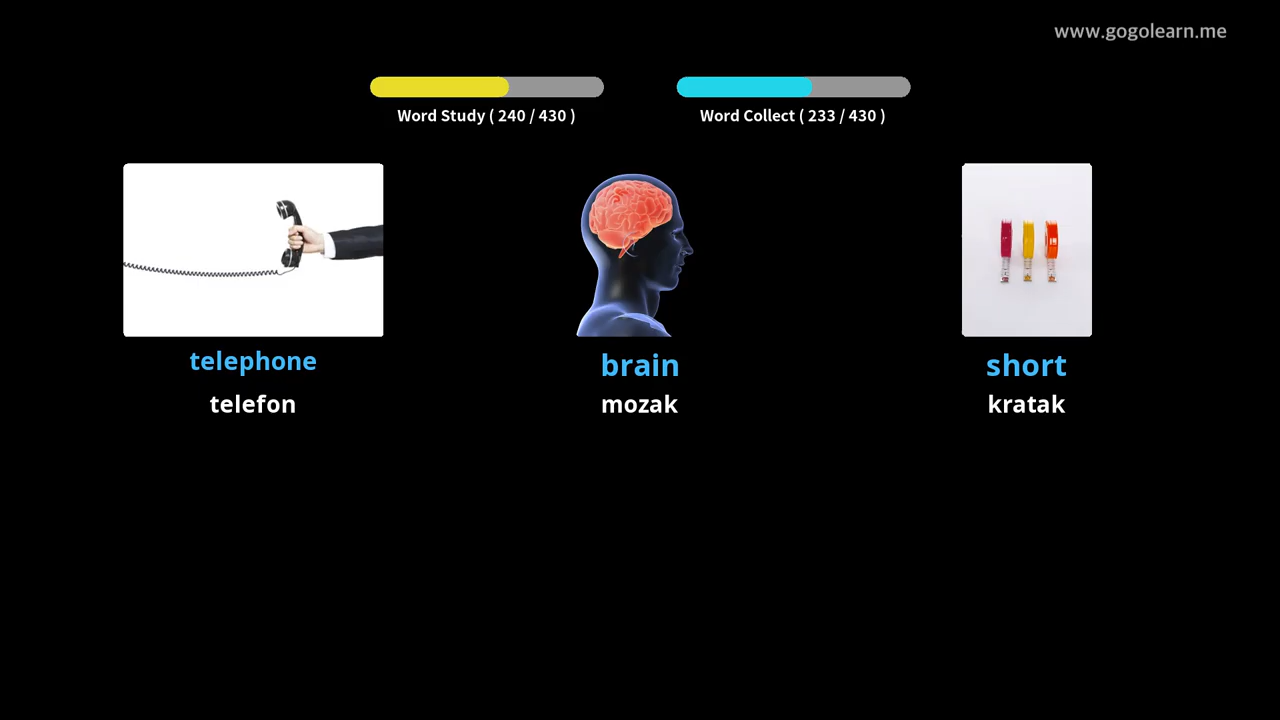 www.gogolearn.me
Word Study ( 240 / 430 )
Word Collect ( 233 / 430 )
telephone
telefon
brain
mozak
short
kratak